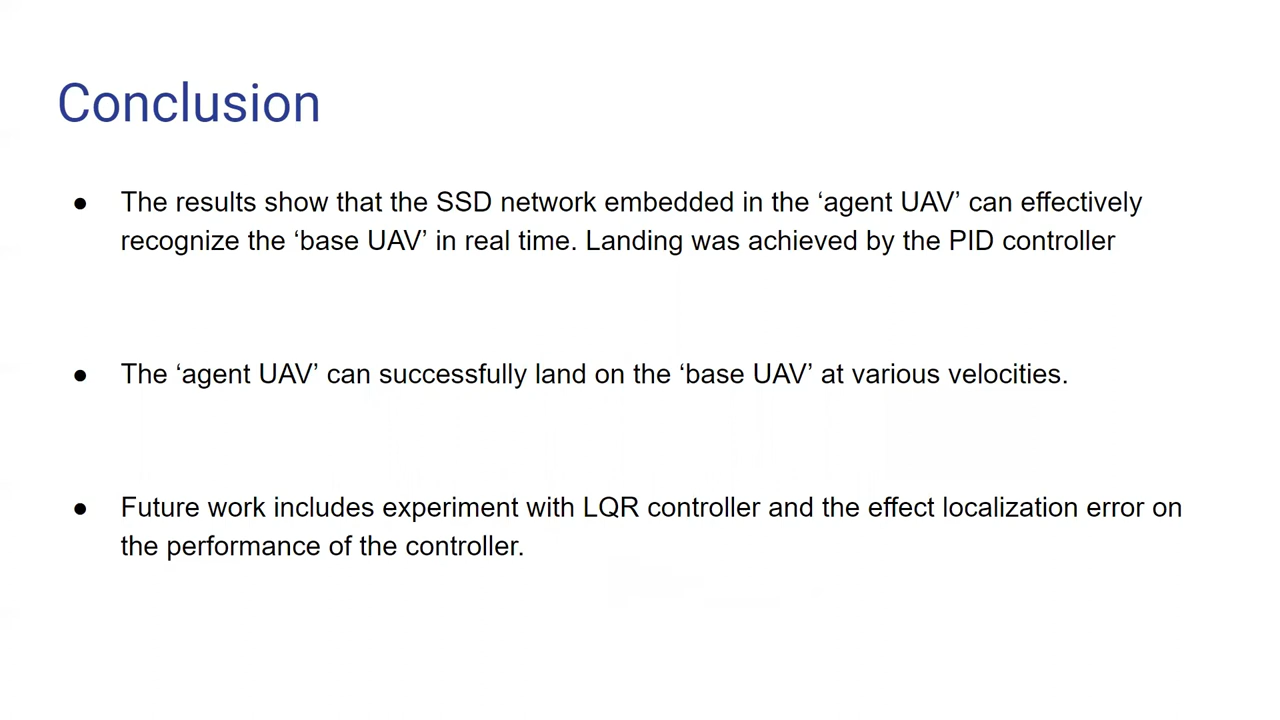 Conclusion
● The results show that the SSD network embedded in the ‘agent UAV’ can effectively
recognize the ‘base UAV’ in real time. Landing was achieved by the PID controller
● The ‘agent UAV’ can successfully land on the ‘base UAV’ at various velocities.
● Future work includes experiment with LQR controller and the effect localization error on
the performance of the controller.